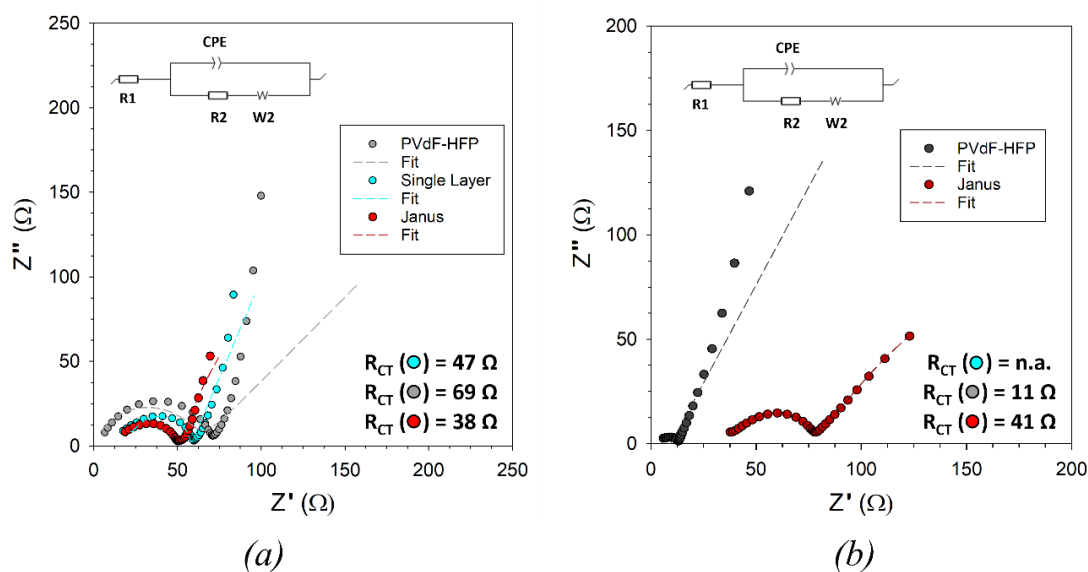 250
200
150
100
50
0
Z'' (Ω)
0 50 100 150 200 250
Z' (Ω)
CPE
R1
R2 W2
PVdF-HFP
Fit
Single Layer
Fit
Janus
Fit
R_CT () = 47 Ω
R_CT () = 69 Ω
R_CT () = 38 Ω
(a)
200
150
100
50
0
Z'' (Ω)
0 50 100 150 200
Z' (Ω)
CPE
R1
R2 W2
PVdF-HFP
Fit
Janus
Fit
R_CT () = n.a.
R_CT () = 11 Ω
R_CT () = 41 Ω
(b)